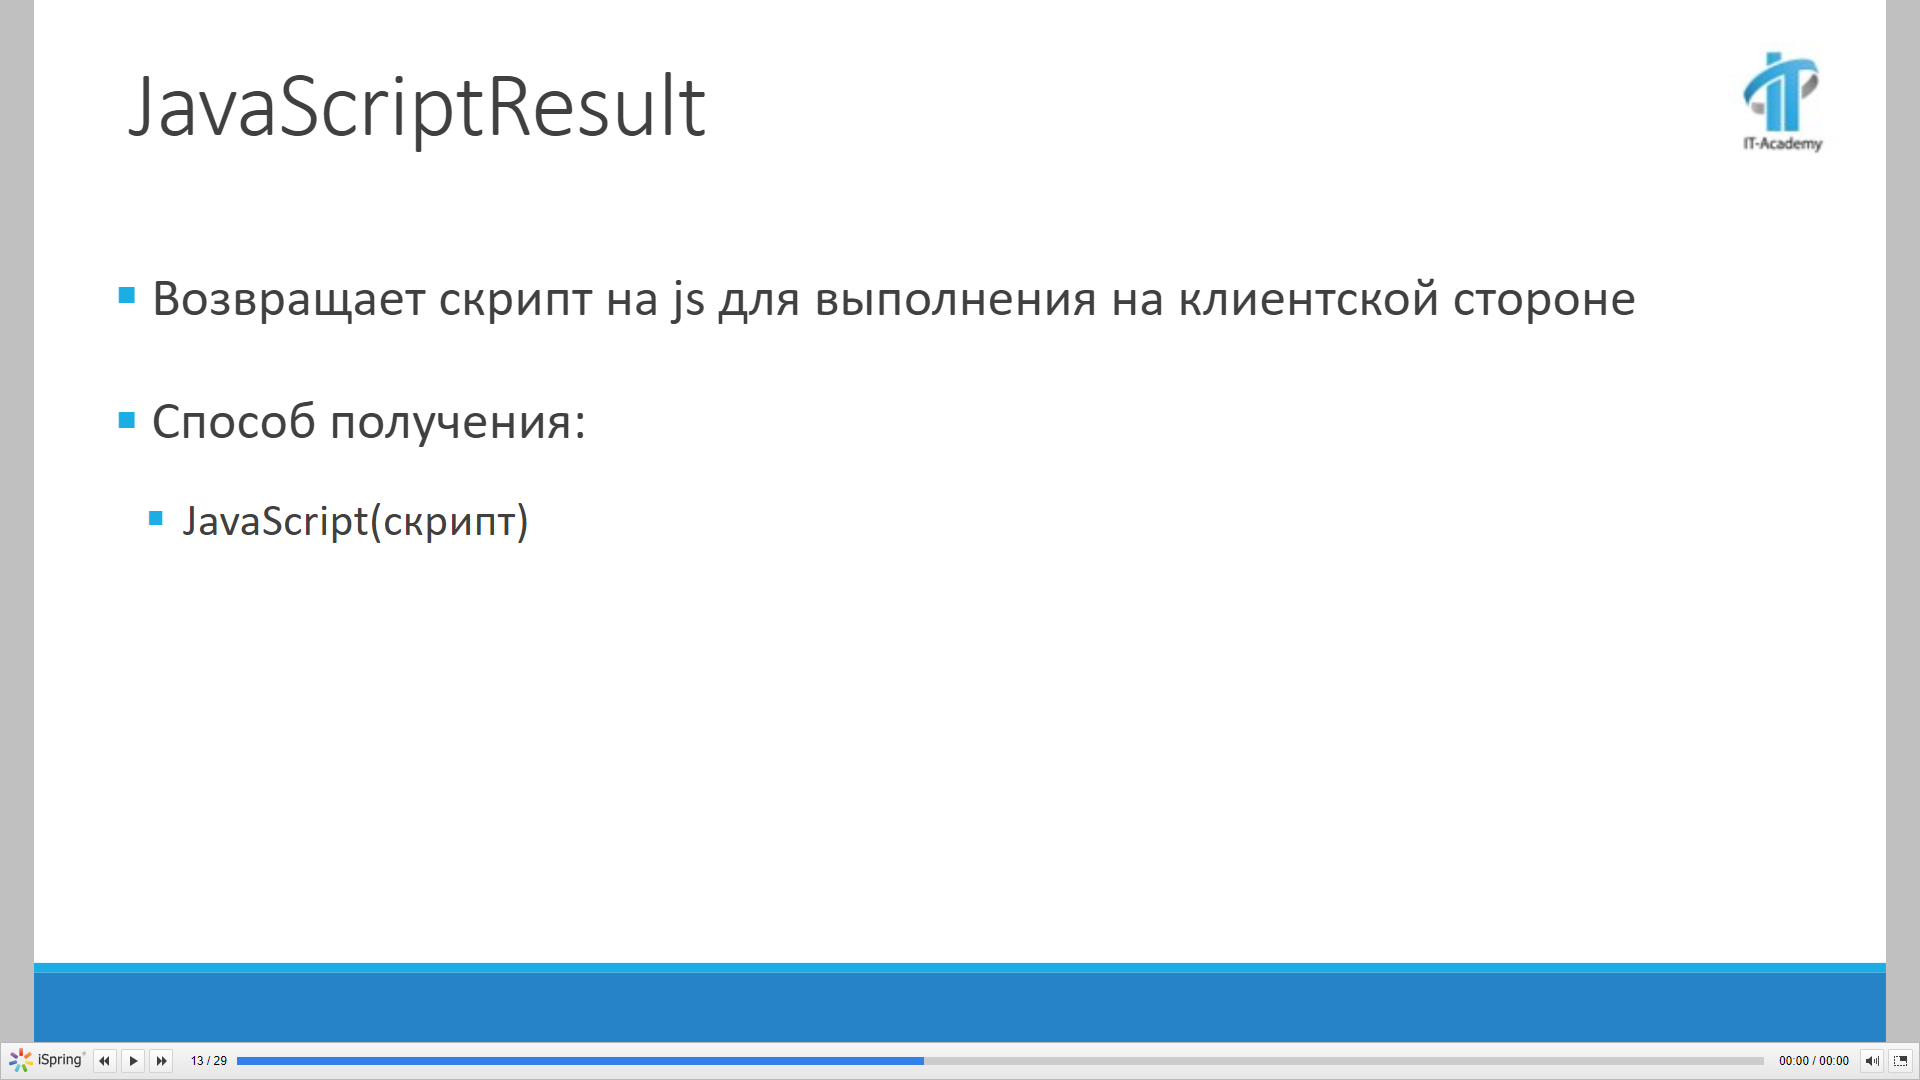 JavaScriptResult
IT-Academy
Возвращает скрипт на js для выполнения на клиентской стороне
Способ получения:
JavaScript(скрипт)
iSpring
13 / 29
00:00 / 00:00